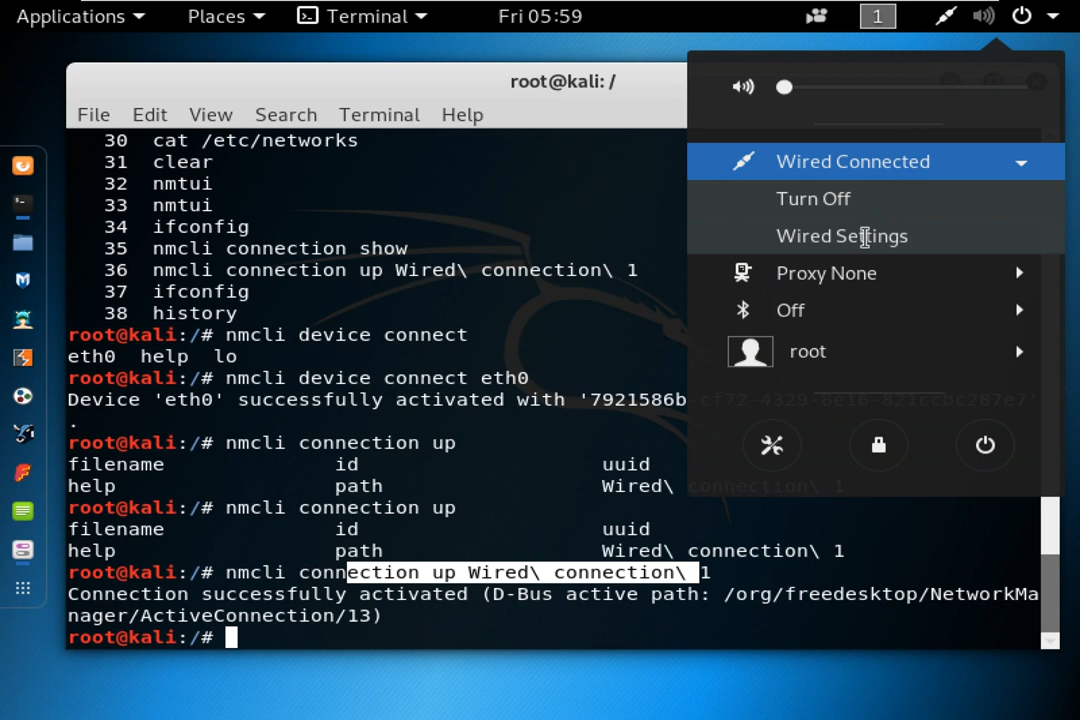 Applications Places Terminal Fri 05:59 1
root@kali: /
File Edit View Search Terminal Help
30 cat /etc/networks
31 clear
32 nmtui
33 nmtui
34 ifconfig
35 nmcli connection show
36 nmcli connection up Wired\ connection\ 1
37 ifconfig
38 history
root@kali:/# nmcli device connect
eth0 help lo
root@kali:/# nmcli device connect eth0
Device 'eth0' successfully activated with '7921586b-cf72-4329-8e16-821ccbc287e7'
.
root@kali:/# nmcli connection up
filename id uuid
help path Wired\ connection\ 1
root@kali:/# nmcli connection up
filename id uuid
help path Wired\ connection\ 1
root@kali:/# nmcli connection up Wired\ connection\ 1
Connection successfully activated (D-Bus active path: /org/freedesktop/NetworkMa
nager/ActiveConnection/13)
root@kali:/#
Wired Connected
Turn Off
Wired Settings
Proxy None
Off
root